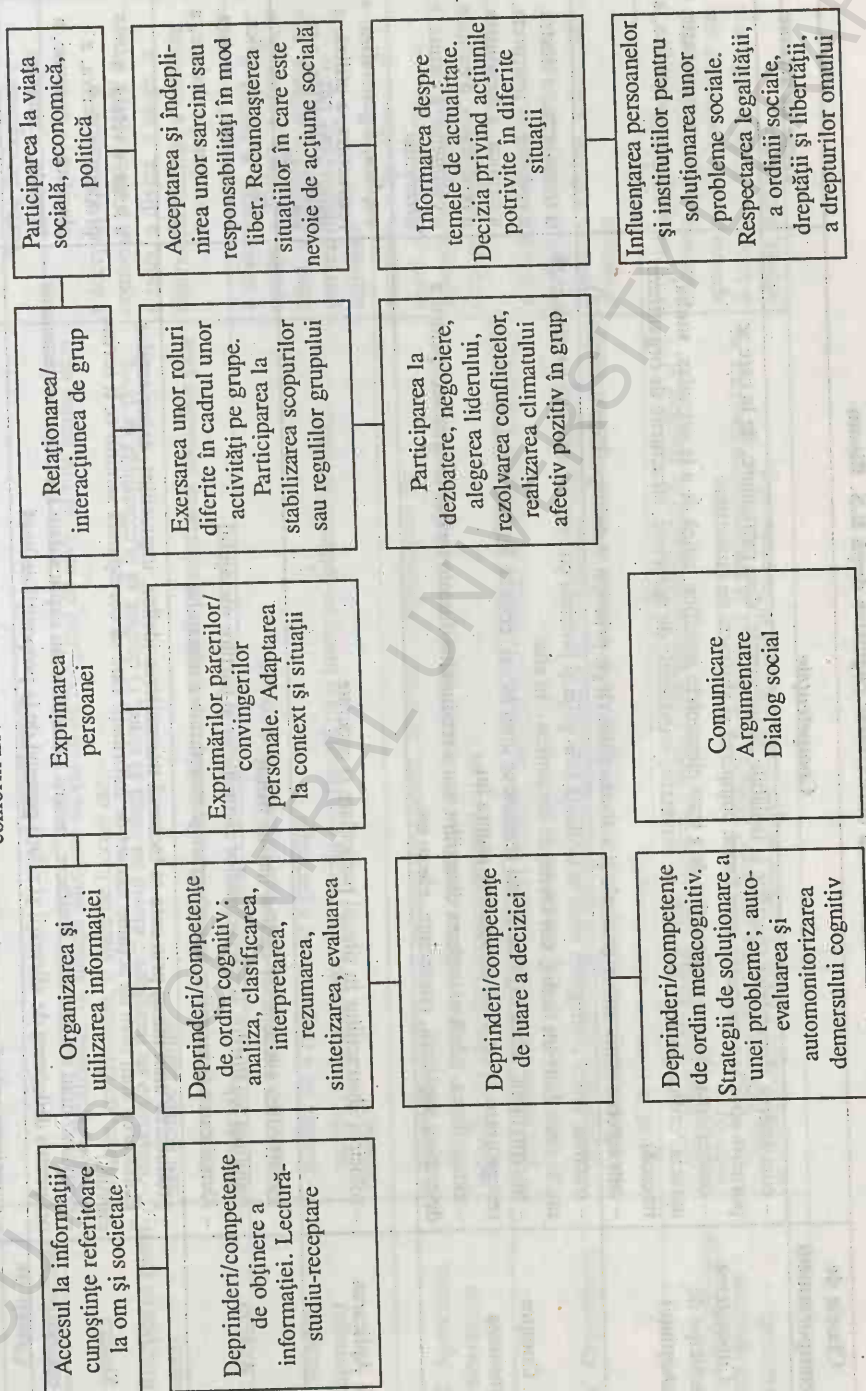 Accesul la informații/
cunoștințe referitoare
la om și societate
Deprinderi/competențe
de obținere a
informației. Lectură-
studiu-receptare
Organizarea și
utilizarea informației
Deprinderi/competențe
de ordin cognitiv :
analiza, clasificarea,
interpretarea,
rezumarea,
sintetizarea, evaluarea
Deprinderi/competențe
de luare a deciziei
Deprinderi/competențe
de ordin metacognitiv.
Strategii de soluționare a
unei probleme ; auto-
evaluarea și
automonitorizarea
demersului cognitiv
Exprimarea
persoanei
Exprimărilor părerilor/
convingerilor
personale. Adaptarea
la context și situații
Comunicare
Argumentare
Dialog social
Relaționarea/
interacțiunea de grup
Exersarea unor roluri
diferite în cadrul unor
activități pe grupe.
Participarea la
stabilizarea scopurilor
sau regulilor grupului
Participarea la
dezbatere, negociere,
alegerea liderului,
rezolvarea conflictelor,
realizarea climatului
afectiv pozitiv în grup
Participarea la viața
socială, economică,
politică
Acceptarea și îndepli-
nirea unor sarcini sau
responsabilități în mod
liber. Recunoașterea
situațiilor în care este
nevoie de acțiune socială
Informarea despre
temele de actualitate.
Decizia privind acțiunile
potrivite în diferite
situații
Influențarea persoanelor
și instituțiilor pentru
soluționarea unor
probleme sociale.
Respectarea legalității,
a ordinii sociale,
dreptății și libertății,
a drepturilor omului
CU IASI / CENTRAL UNIVERSITY